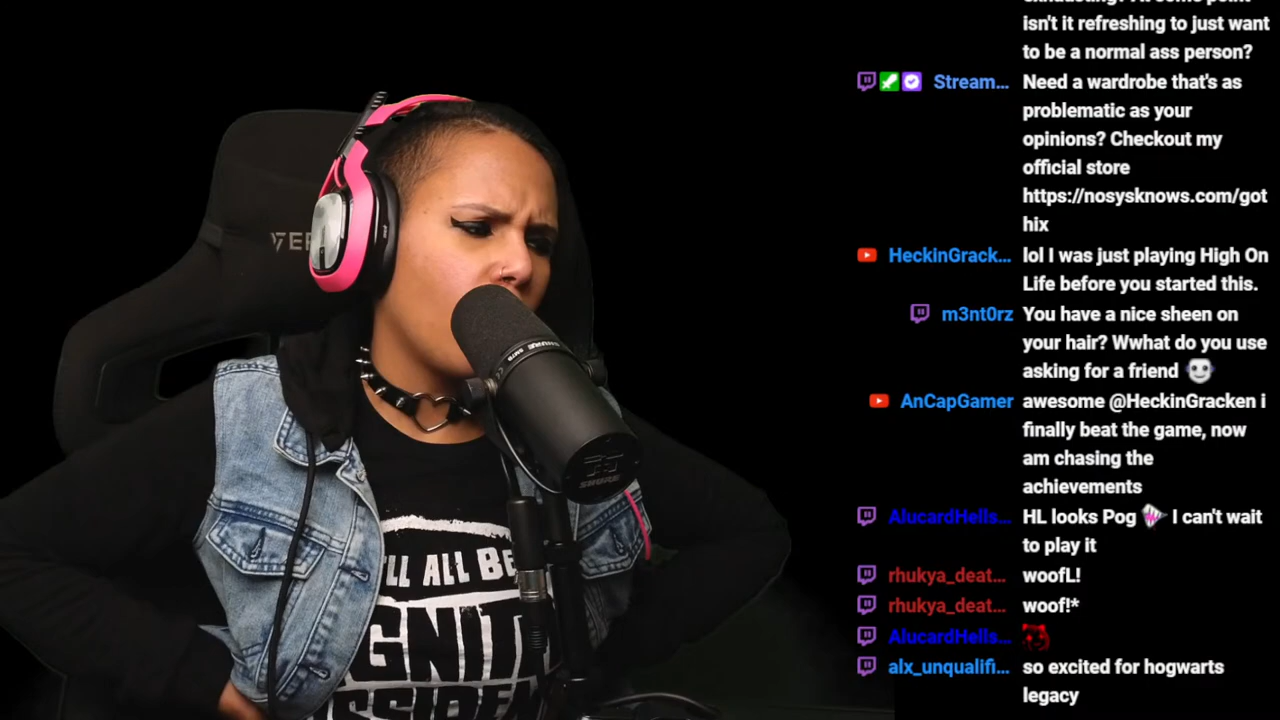 isn't it refreshing to just want
to be a normal ass person?
Stream... Need a wardrobe that's as
problematic as your
opinions? Checkout my
official store
https://nosysknows.com/got
hix
HeckinGrack... lol I was just playing High On
Life before you started this.
m3nt0rz You have a nice sheen on
your hair? Wwhat do you use
asking for a friend
AnCapGamer awesome @HeckinGracken i
finally beat the game, now
am chasing the
achievements
AlucardHells... HL looks Pog I can't wait
to play it
rhukya_deat... woofL!
rhukya_deat... woof!*
AlucardHells...
alx_unqualifi... so excited for hogwarts
legacy
SHURE SM7B
SHURE
ALL BE